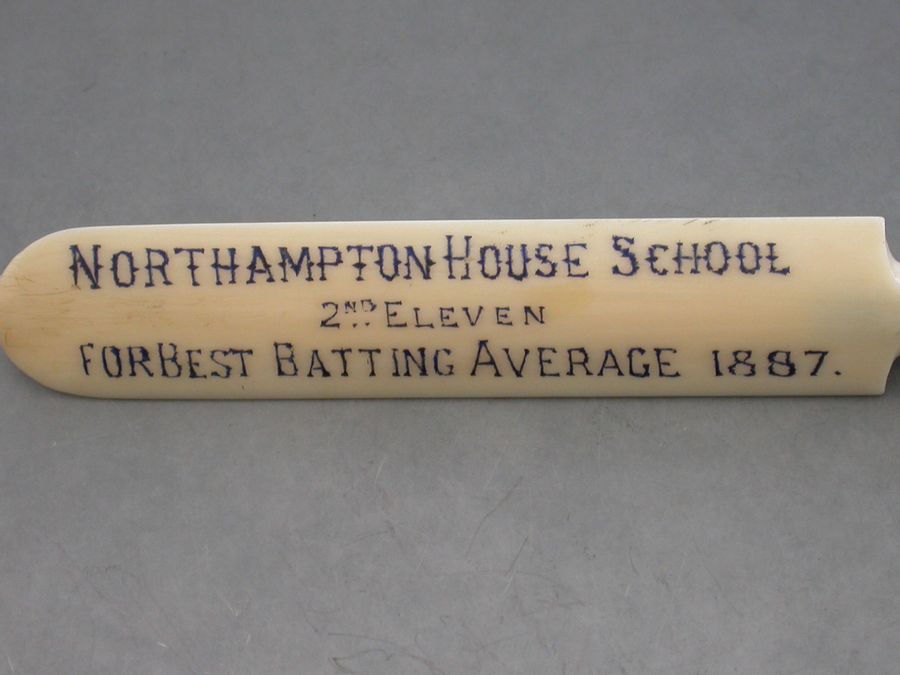 NORTHAMPTON HOUSE SCHOOL
2ND ELEVEN
FOR BEST BATTING AVERAGE 1887.